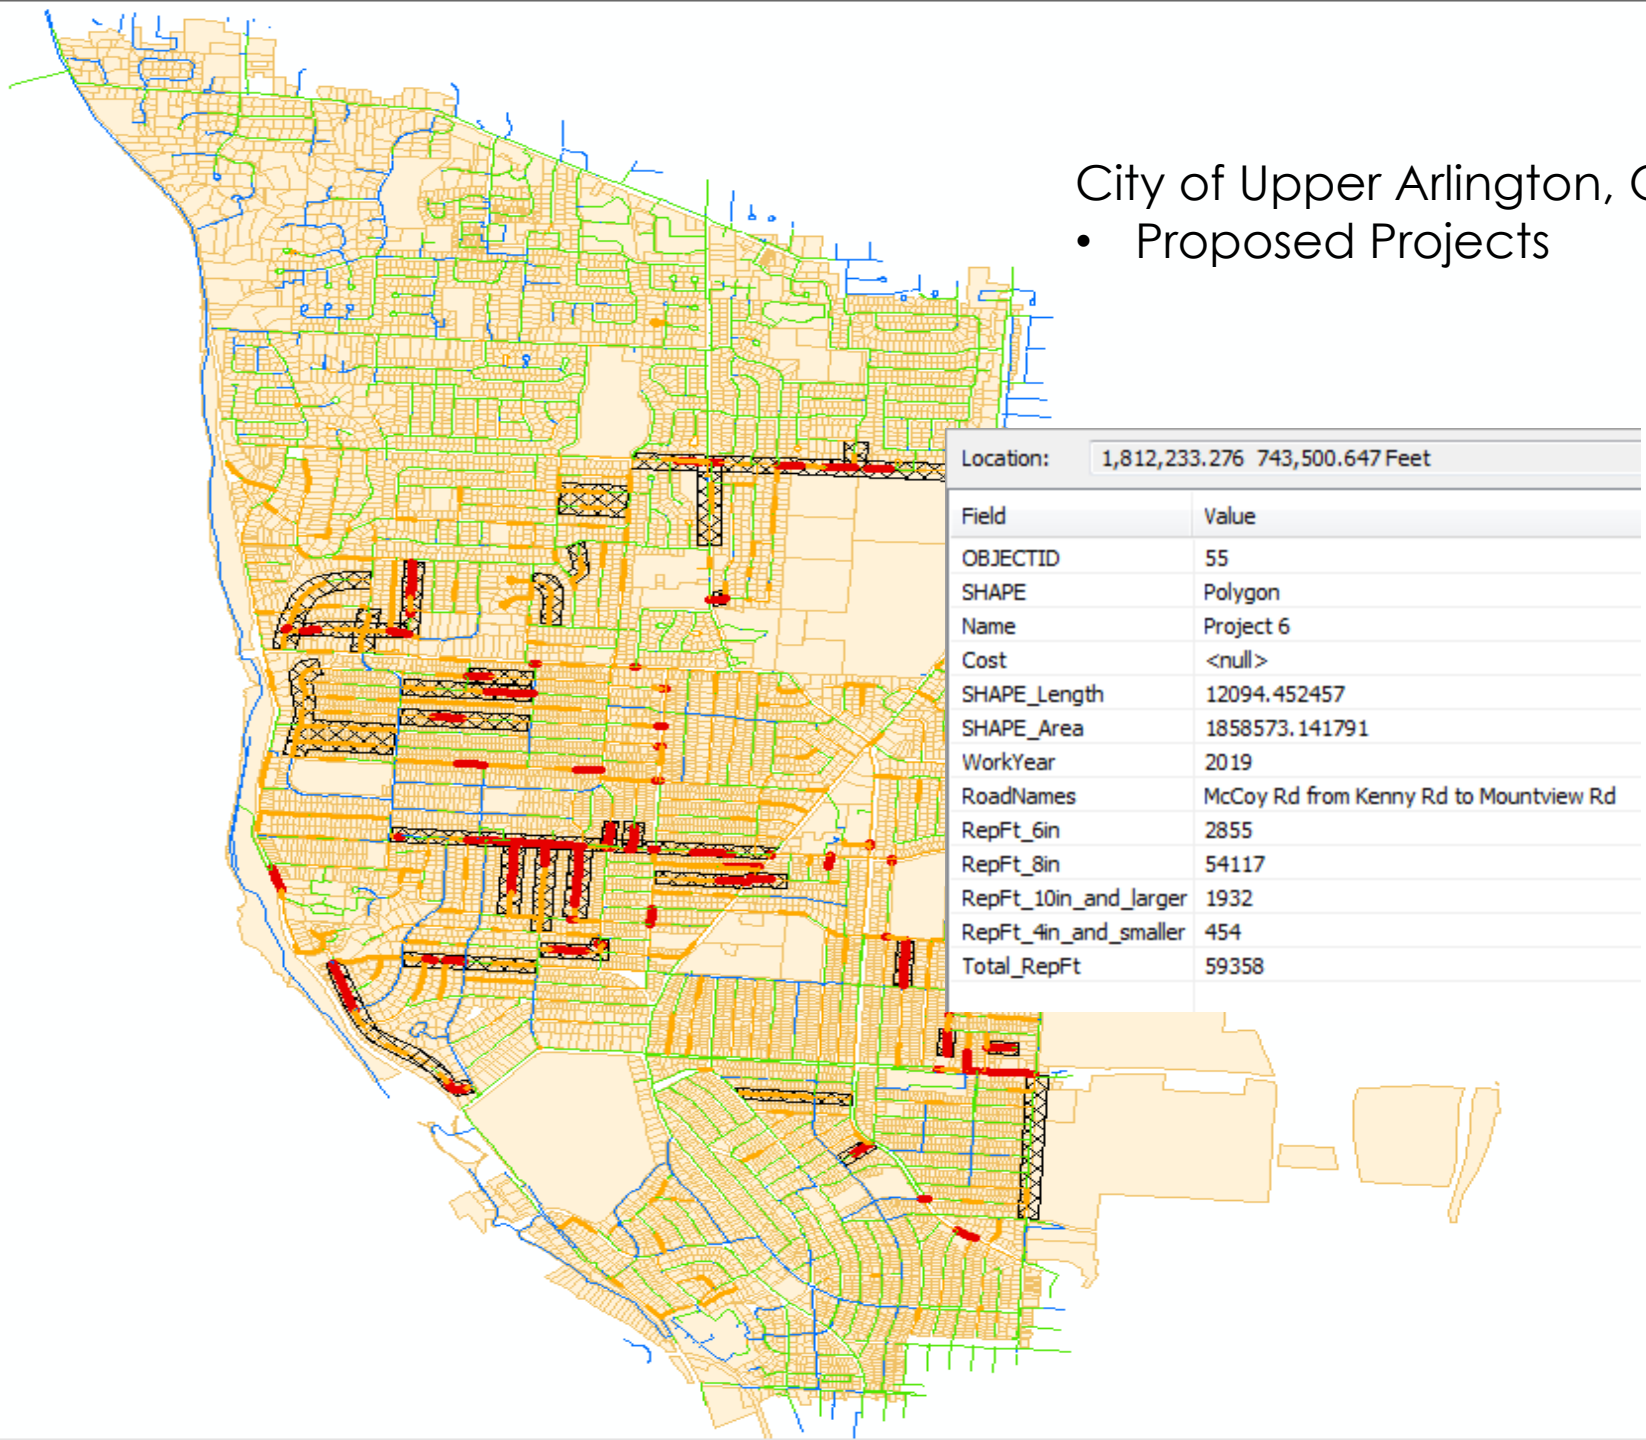 City of Upper Arlington,
• Proposed Projects
Location: 1,812,233.276 743,500.647 Feet
Field Value
OBJECTID 55
SHAPE Polygon
Name Project 6
Cost <null>
SHAPE_Length 12094.452457
SHAPE_Area 1858573.141791
WorkYear 2019
RoadNames McCoy Rd from Kenny Rd to Mountview Rd
RepFt_6in 2855
RepFt_8in 54117
RepFt_10in_and_larger 1932
RepFt_4in_and_smaller 454
Total_RepFt 59358